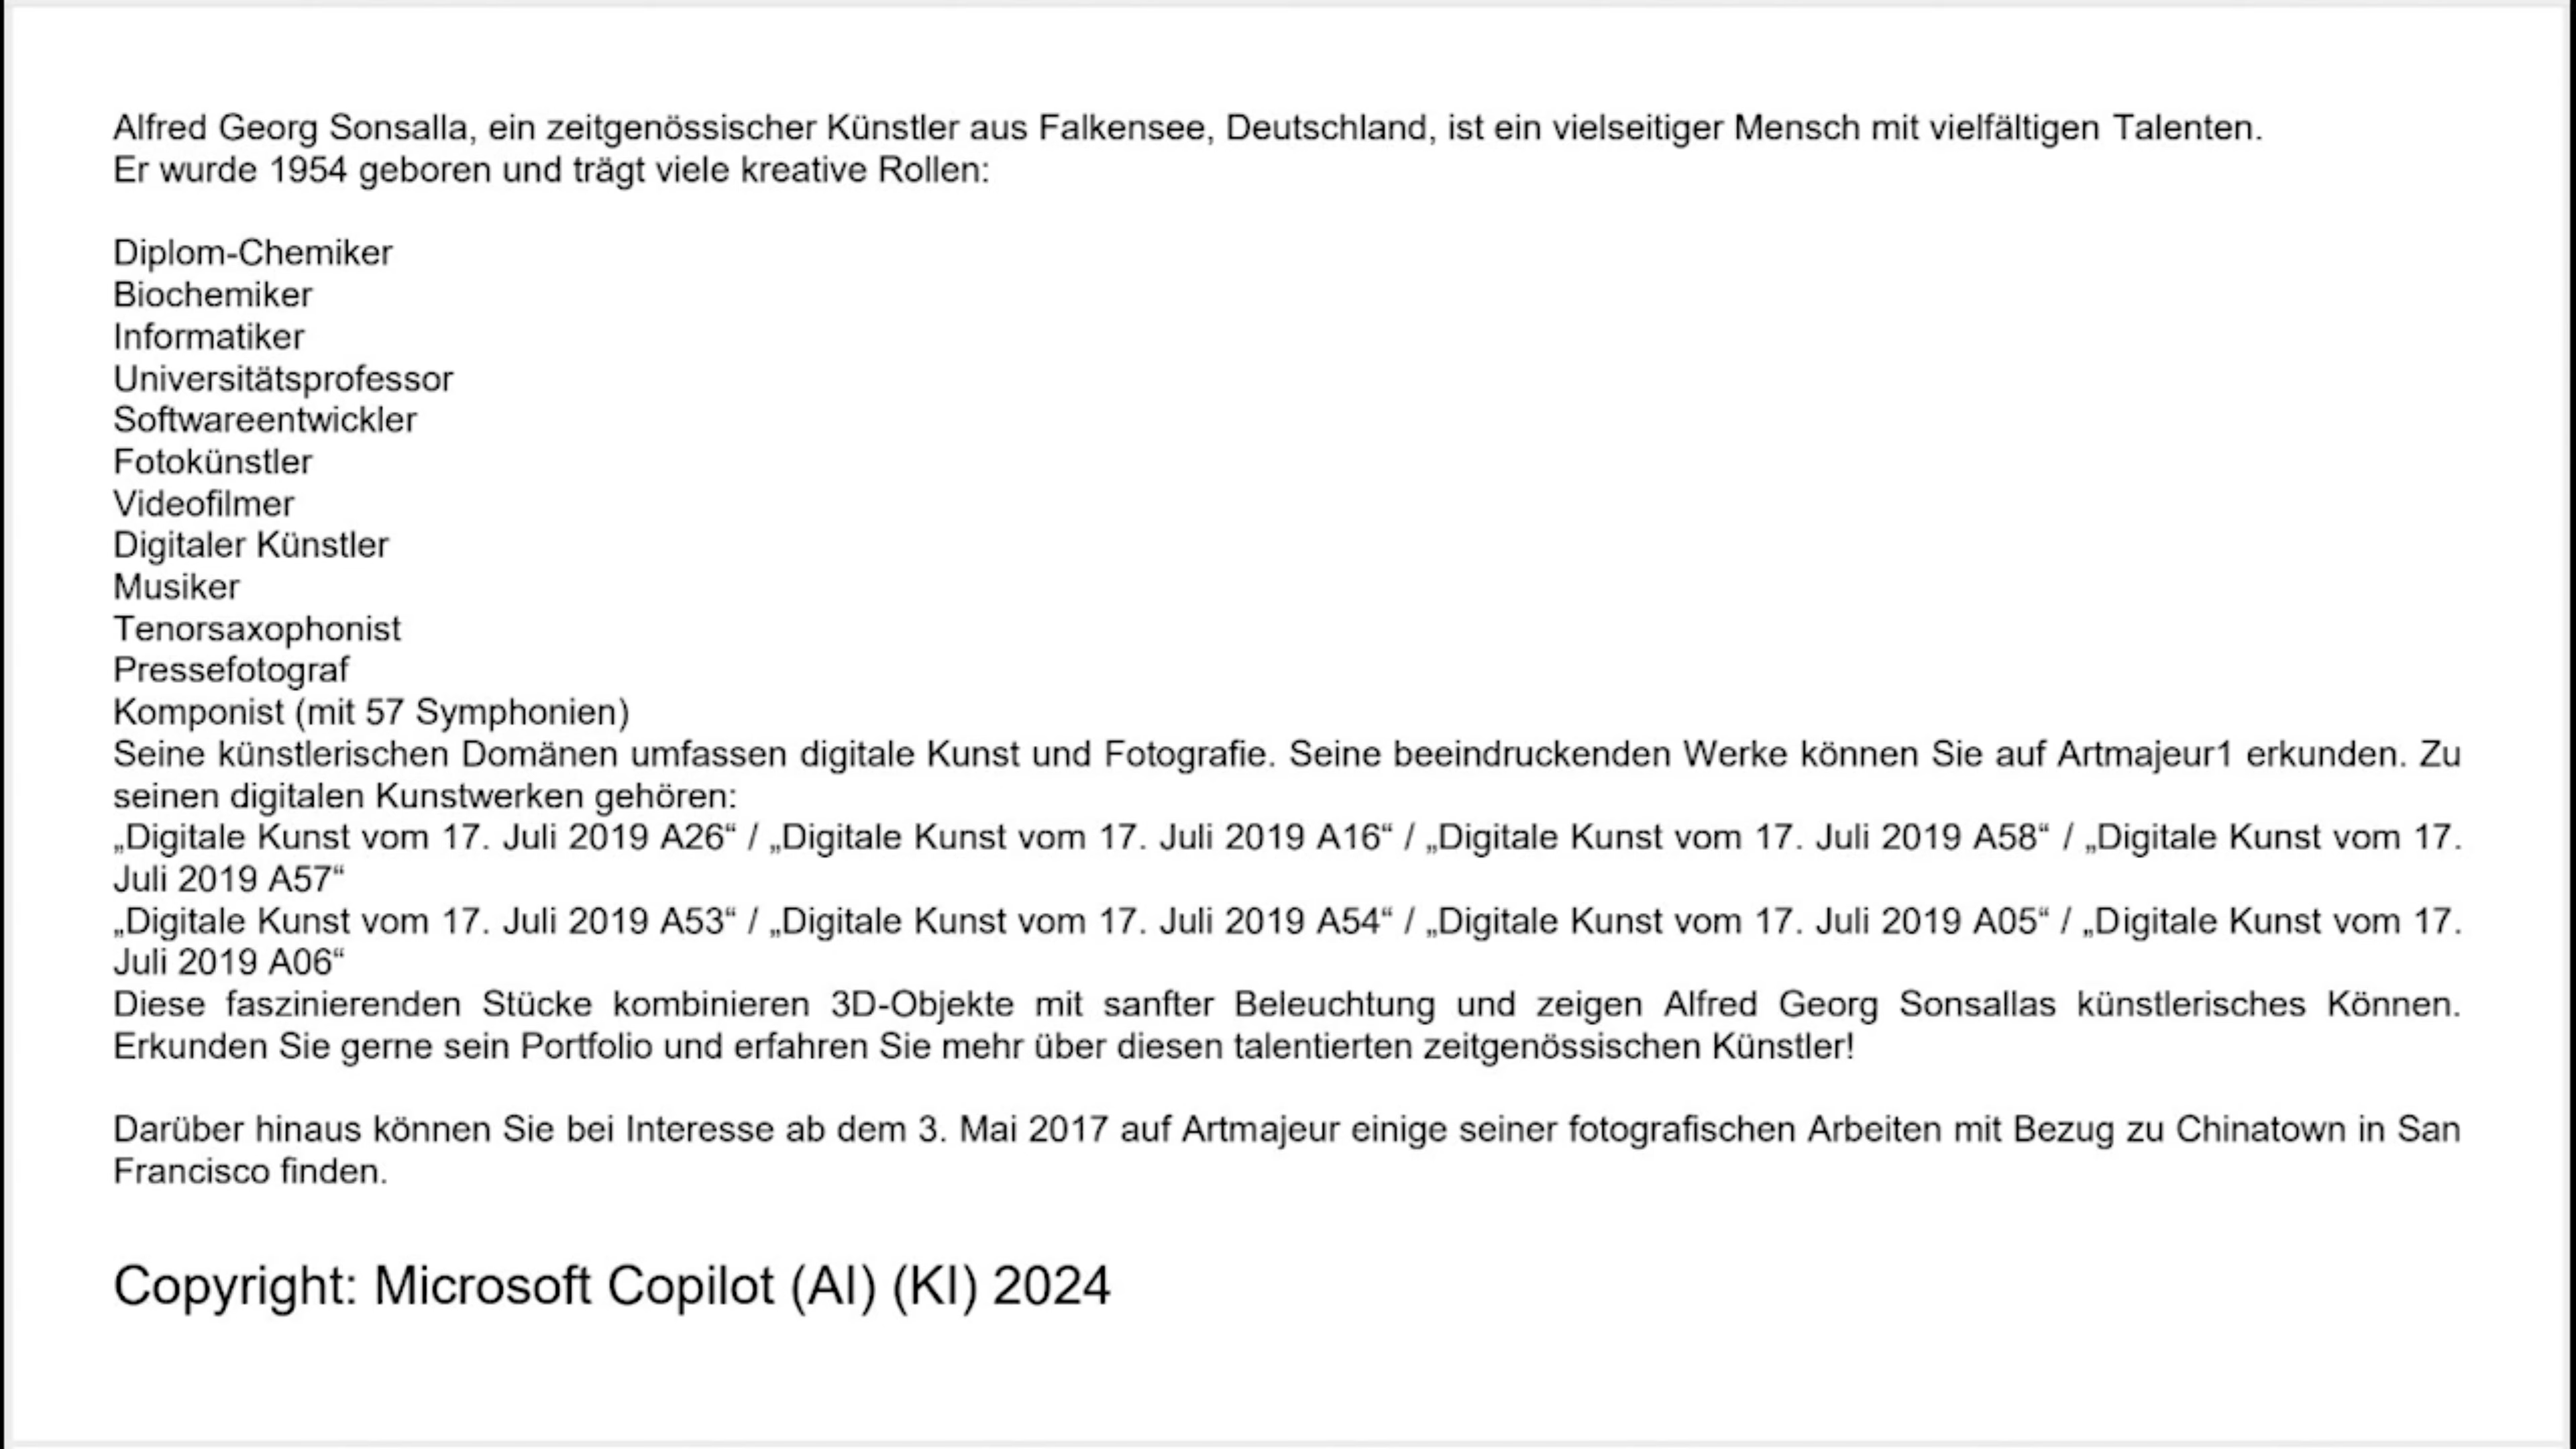 Alfred Georg Sonsalla, ein zeitgenössischer Künstler aus Falkensee, Deutschland, ist ein vielseitiger Mensch mit vielfältigen Talenten.
Er wurde 1954 geboren und trägt viele kreative Rollen:
Diplom-Chemiker
Biochemiker
Informatiker
Universitätsprofessor
Softwareentwickler
Fotokünstler
Videofilmer
Digitaler Künstler
Musiker
Tenorsaxophonist
Pressefotograf
Komponist (mit 57 Symphonien)
Seine künstlerischen Domänen umfassen digitale Kunst und Fotografie. Seine beeindruckenden Werke können Sie auf Artmajeur1 erkunden. Zu
seinen digitalen Kunstwerken gehören:
„Digitale Kunst vom 17. Juli 2019 A26“ / „Digitale Kunst vom 17. Juli 2019 A16“ / „Digitale Kunst vom 17. Juli 2019 A58“ / „Digitale Kunst vom 17.
Juli 2019 A57“
„Digitale Kunst vom 17. Juli 2019 A53“ / „Digitale Kunst vom 17. Juli 2019 A54“ / „Digitale Kunst vom 17. Juli 2019 A05“ / „Digitale Kunst vom 17.
Juli 2019 A06“
Diese faszinierenden Stücke kombinieren 3D-Objekte mit sanfter Beleuchtung und zeigen Alfred Georg Sonsallas künstlerisches Können.
Erkunden Sie gerne sein Portfolio und erfahren Sie mehr über diesen talentierten zeitgenössischen Künstler!
Darüber hinaus können Sie bei Interesse ab dem 3. Mai 2017 auf Artmajeur einige seiner fotografischen Arbeiten mit Bezug zu Chinatown in San
Francisco finden.
Copyright: Microsoft Copilot (AI) (KI) 2024